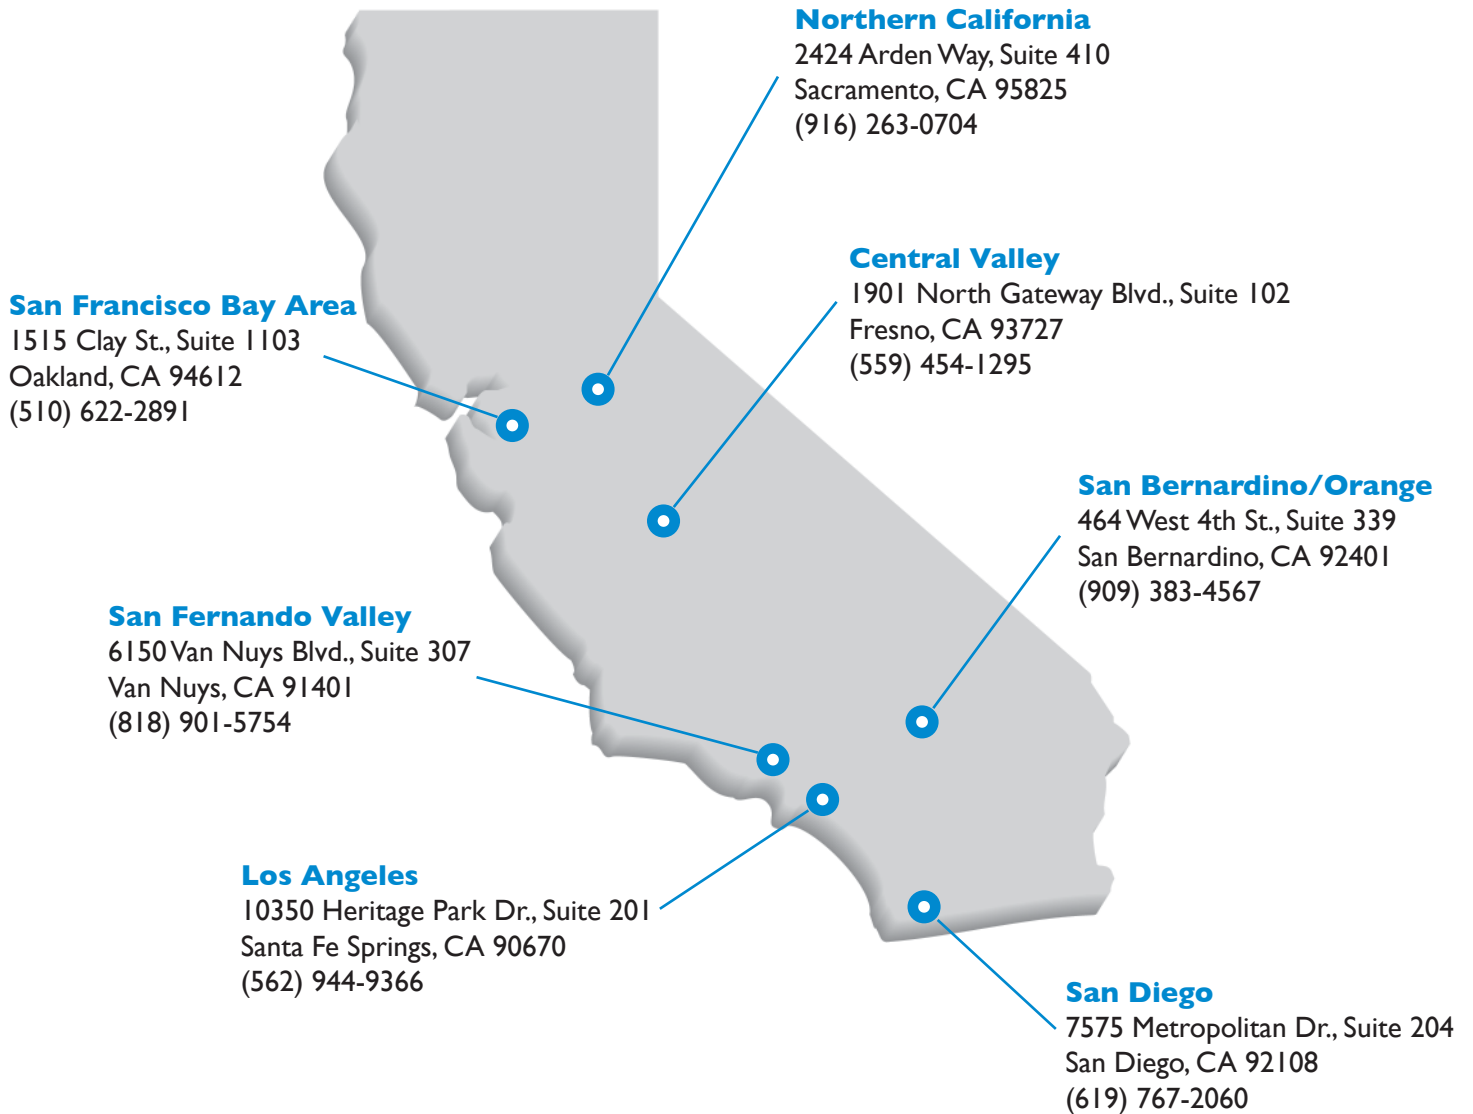 Northern California
2424 Arden Way, Suite 410
Sacramento, CA 95825
(916) 263-0704
Central Valley
1901 North Gateway Blvd., Suite 102
Fresno, CA 93727
(559) 454-1295
San Francisco Bay Area
1515 Clay St., Suite 1103
Oakland, CA 94612
(510) 622-2891
San Bernardino/Orange
464 West 4th St., Suite 339
San Bernardino, CA 92401
(909) 383-4567
San Fernando Valley
6150 Van Nuys Blvd., Suite 307
Van Nuys, CA 91401
(818) 901-5754
Los Angeles
10350 Heritage Park Dr., Suite 201
Santa Fe Springs, CA 90670
(562) 944-9366
San Diego
7575 Metropolitan Dr., Suite 204
San Diego, CA 92108
(619) 767-2060